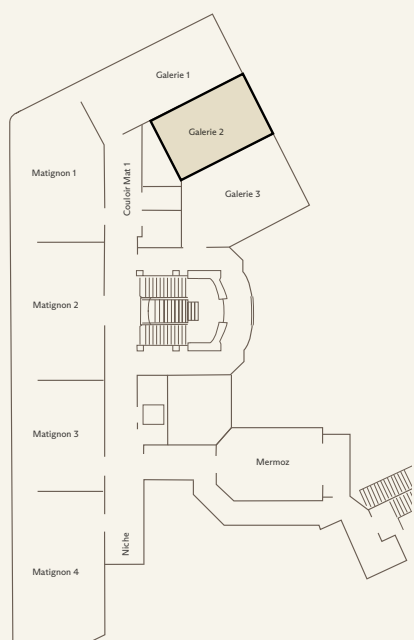 Galerie 1
Galerie 2
Matignon 1
Couloir Mat 1
Galerie 3
Matignon 2
Matignon 3
Mermoz
Niche
Matignon 4